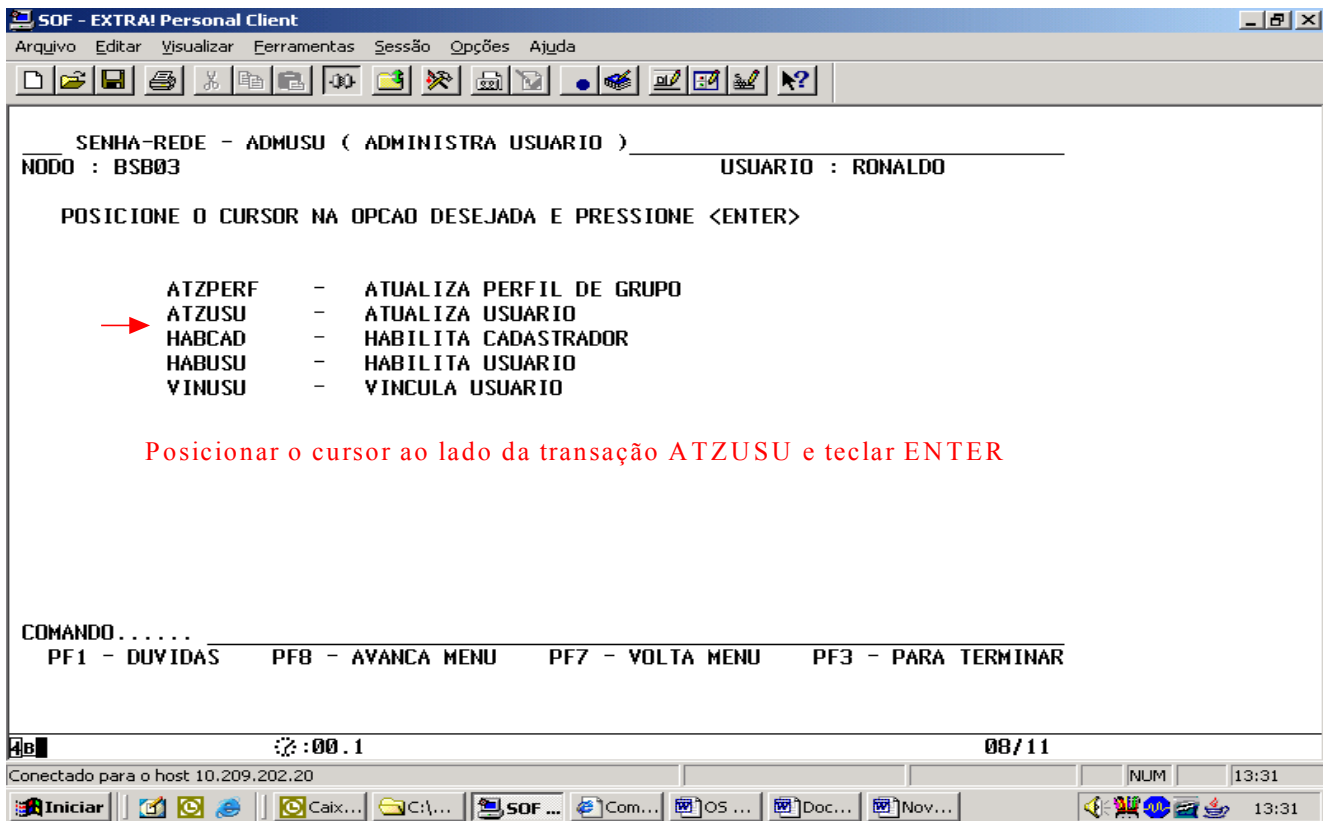 SOF - EXTRA! Personal Client
Arquivo Editar Visualizar Ferramentas Sessão Opções Ajuda
SENHA-REDE - ADMUSU ( ADMINISTRA USUARIO )
NODO : BSB03 USUARIO : RONALDO
POSICIONE O CURSOR NA OPCAO DESEJADA E PRESSIONE <ENTER>
ATZPERF - ATUALIZA PERFIL DE GRUPO
ATZUSU - ATUALIZA USUARIO
HABCAD - HABILITA CADASTRADOR
HABUSU - HABILITA USUARIO
VINUSU - VINCULA USUARIO
Posicionar o cursor ao lado da transação ATZUSU e teclar ENTER
COMANDO......
PF1 - DUVIDAS PF8 - AVANCA MENU PF7 - VOLTA MENU PF3 - PARA TERMINAR
4B :00.1 08/11
Conectado para o host 10.209.202.20 NUM 13:31
Iniciar Caix... C:\... SOF ... Com... OS ... Doc... Nov... 13:31